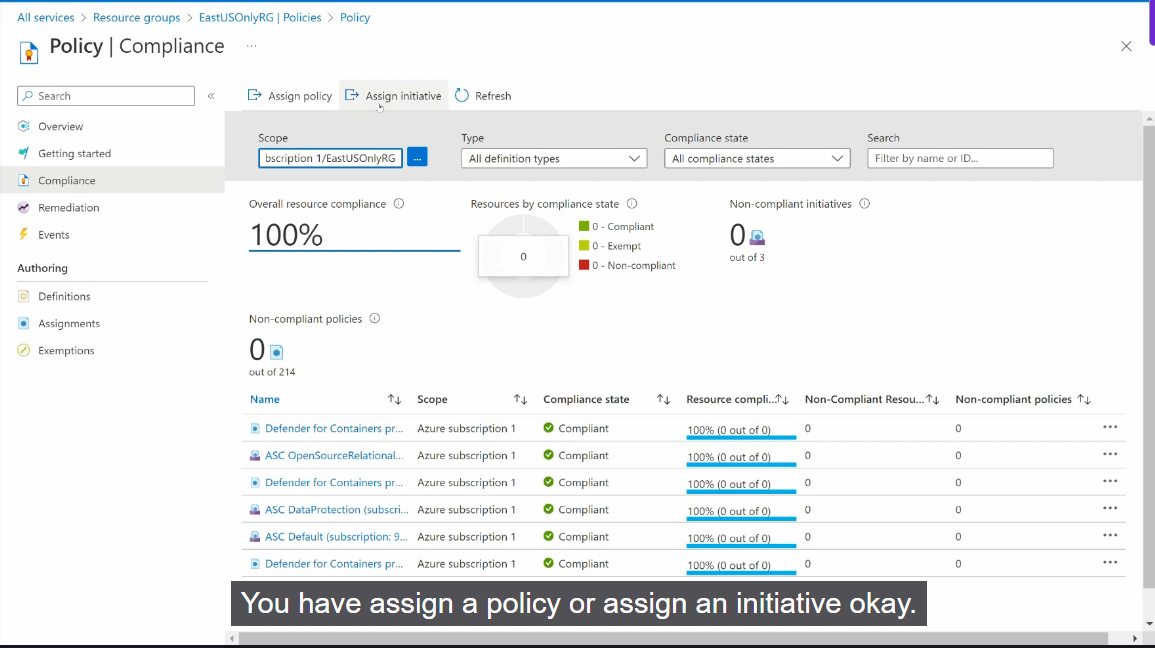 All services > Resource groups > EastUSOnlyRG | Policies > Policy
Policy | Compliance ...
Search «
Overview
Getting started
Compliance
Remediation
Events
Authoring
Definitions
Assignments
Exemptions
Assign policy Assign initiative Refresh
Scope Type Compliance state Search
bscription 1/EastUSOnlyRG ... All definition types All compliance states Filter by name or ID...
Overall resource compliance Resources by compliance state Non-compliant initiatives
100%
0
0 - Compliant
0 - Exempt
0 - Non-compliant
0
out of 3
Non-compliant policies
0
out of 214
Name Scope Compliance state Resource compli... Non-Compliant Resou... Non-compliant policies
Defender for Containers pr... Azure subscription 1 Compliant 100% (0 out of 0) 0 0 ...
ASC OpenSourceRelational... Azure subscription 1 Compliant 100% (0 out of 0) 0 0 ...
Defender for Containers pr... Azure subscription 1 Compliant 100% (0 out of 0) 0 0 ...
ASC DataProtection (subscri... Azure subscription 1 Compliant 100% (0 out of 0) 0 0 ...
ASC Default (subscription: 9... Azure subscription 1 Compliant 100% (0 out of 0) 0 0 ...
Defender for Containers pr... Azure subscription 1 Compliant 100% (0 out of 0) 0 0 ...
You have assign a policy or assign an initiative okay.